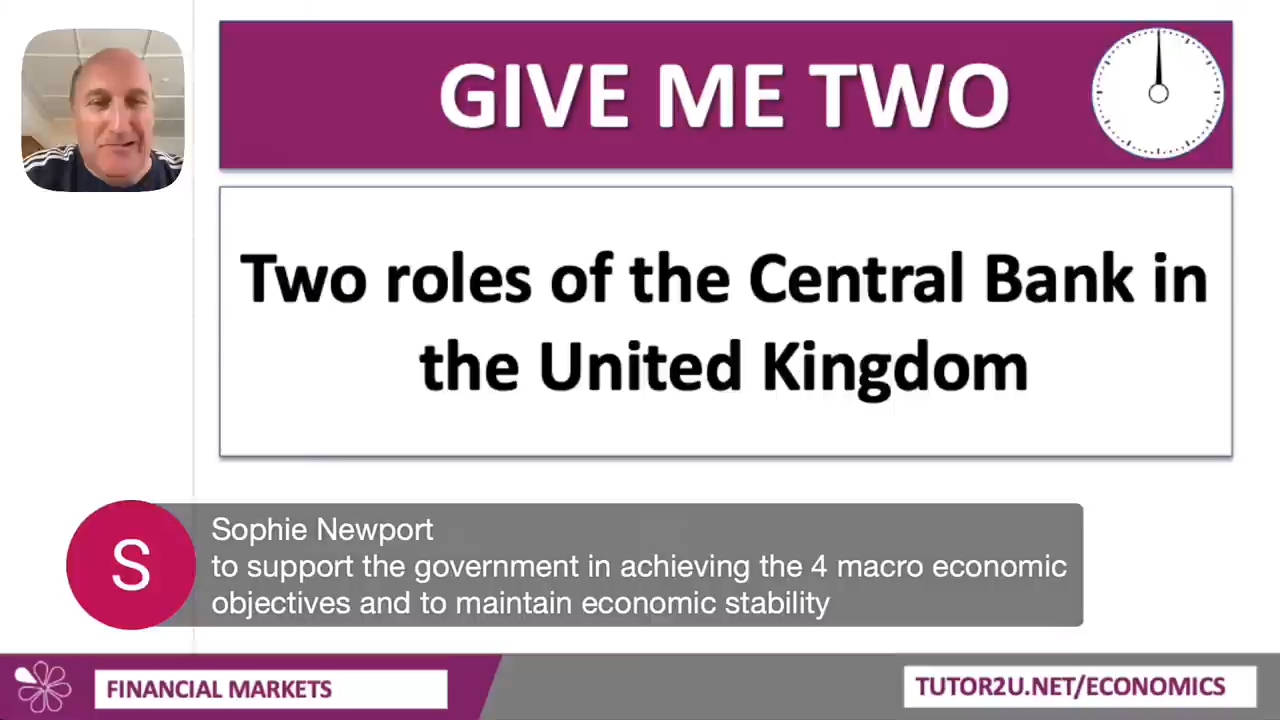 GIVE ME TWO
Two roles of the Central Bank in
the United Kingdom
S
Sophie Newport
to support the government in achieving the 4 macro economic
objectives and to maintain economic stability
FINANCIAL MARKETS
TUTOR2U.NET/ECONOMICS